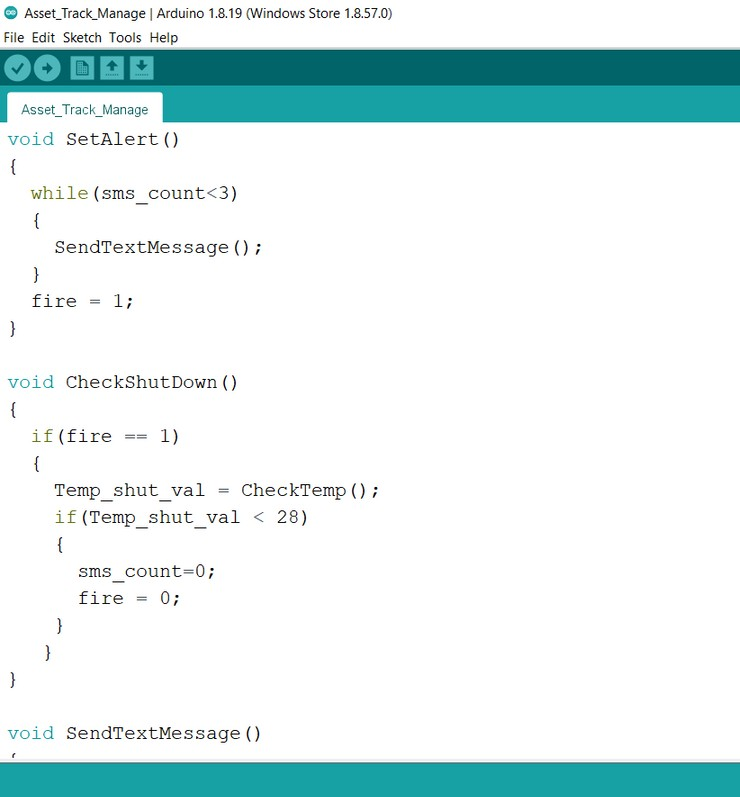 Asset_Track_Manage | Arduino 1.8.19 (Windows Store 1.8.57.0)
File Edit Sketch Tools Help
Asset_Track_Manage
void SetAlert()
{
  while(sms_count<3)
  {
    SendTextMessage();
  }
  fire = 1;
}
void CheckShutDown()
{
  if(fire == 1)
  {
    Temp_shut_val = CheckTemp();
    if(Temp_shut_val < 28)
    {
      sms_count=0;
      fire = 0;
    }
   }
}
void SendTextMessage()
{